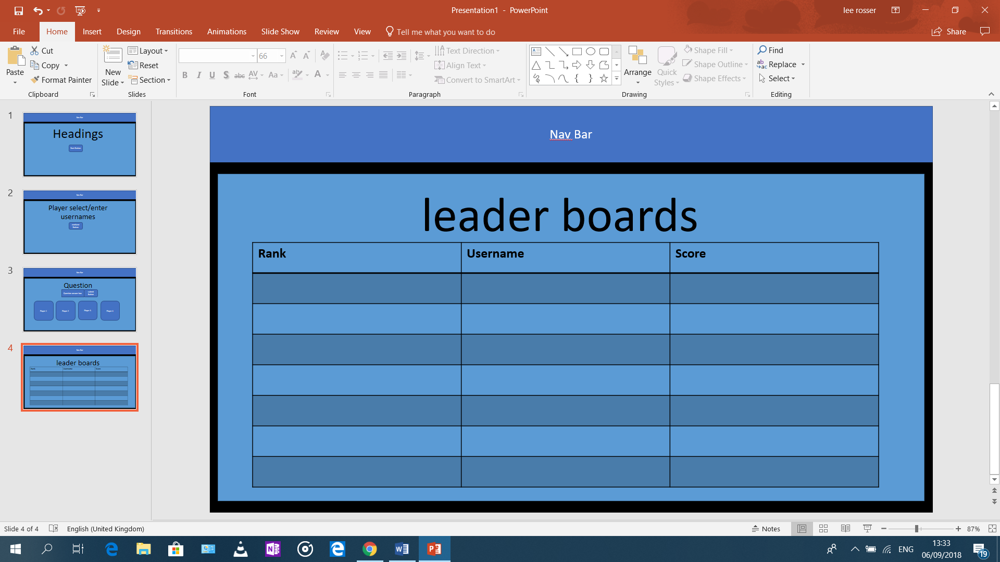 Presentation1 - PowerPoint
lee rosser
File
Home
Insert
Design
Transitions
Animations
Slide Show
Review
View
Tell me what you want to do
Share
Paste
Cut
Copy
Format Painter
Clipboard
New
Slide
Layout
Reset
Section
Slides
66
B I U S abc AV Aa
A
Font
Text Direction
Align Text
Convert to SmartArt
Paragraph
Arrange
Quick
Styles
Shape Fill
Shape Outline
Shape Effects
Drawing
Find
Replace
Select
Editing
1
Nav Bar
Headings
Start Button
2
Nav Bar
Player select/enter
usernames
Button
3
Nav Bar
Question
Question answer box
submit
Button
Player 1
Player 2
Player 3
Player 4
4
Nav Bar
leader boards
Rank
Username
Score
Nav Bar
leader boards
Rank
Username
Score
Slide 4 of 4
English (United Kingdom)
Notes
87%
ENG
13:33
06/09/2018
19